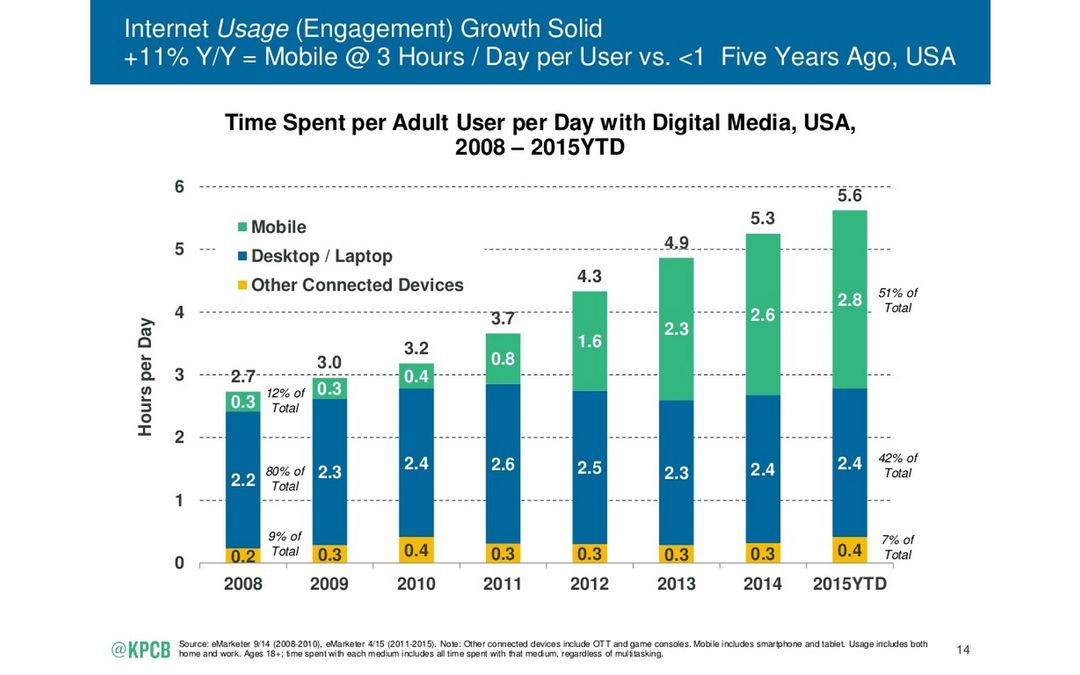 Internet Usage (Engagement) Growth Solid
+11% Y/Y = Mobile @ 3 Hours / Day per User vs. <1 Five Years Ago, USA
Time Spent per Adult User per Day with Digital Media, USA,
2008 – 2015YTD
Hours per Day
6
5
4
3
2
1
0
Mobile
Desktop / Laptop
Other Connected Devices
2.7
3.0
3.2
3.7
4.3
4.9
5.3
5.6
0.3
0.3
0.4
0.8
1.6
2.3
2.6
2.8
12% of
Total
51% of
Total
2.2
2.3
2.4
2.6
2.5
2.3
2.4
2.4
80% of
Total
42% of
Total
0.2
0.3
0.4
0.3
0.3
0.3
0.3
0.4
9% of
Total
7% of
Total
2008 2009 2010 2011 2012 2013 2014 2015YTD
@KPCB
Source: eMarketer 9/14 (2008-2010), eMarketer 4/15 (2011-2015). Note: Other connected devices include OTT and game consoles. Mobile includes smartphone and tablet. Usage includes both
home and work. Ages 18+; time spent with each medium includes all time spent with that medium, regardless of multitasking.
14